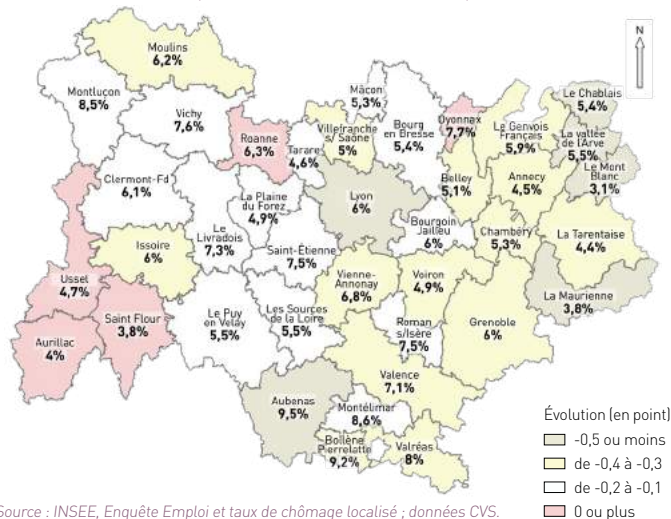 N
Moulins
6,2%
Montluçon
8,5%
Vichy
7,6%
Roanne
6,3%
Tarare
4,6%
Villefranche
s/ Saône
5%
Mâcon
5,3%
Bourg
en Bresse
5,4%
Oyonnax
7,7%
Le Genvois
Français
5,9%
Le Chablais
5,4%
La vallée
de l'Arve
5,5%
Le Mont
Blanc
3,1%
Clermont-Fd
6,1%
La Plaine
du Forez
4,9%
Lyon
6%
Belley
5,1%
Annecy
4,5%
Bourgoin
Jailleu
6%
Chambéry
5,3%
La Tarentaise
4,4%
Issoire
6%
Le
Livradois
7,3%
Saint-Étienne
7,5%
Vienne-
Annonay
6,8%
Voiron
4,9%
La Maurienne
3,8%
Ussel
4,7%
Saint Flour
3,8%
Le Puy
en Velay
5,5%
Les Sources
de la Loire
5,5%
Roman
s/Isère
7,5%
Grenoble
6%
Aurillac
4%
Valence
7,1%
Aubenas
9,5%
Montélimar
8,6%
Bollène
Pierrelatte
9,2%
Valréas
8%
Évolution (en point)
-0,5 ou moins
de -0,4 à -0,3
de -0,2 à -0,1
0 ou plus
Source : INSEE, Enquête Emploi et taux de chômage localisé ; données CVS.